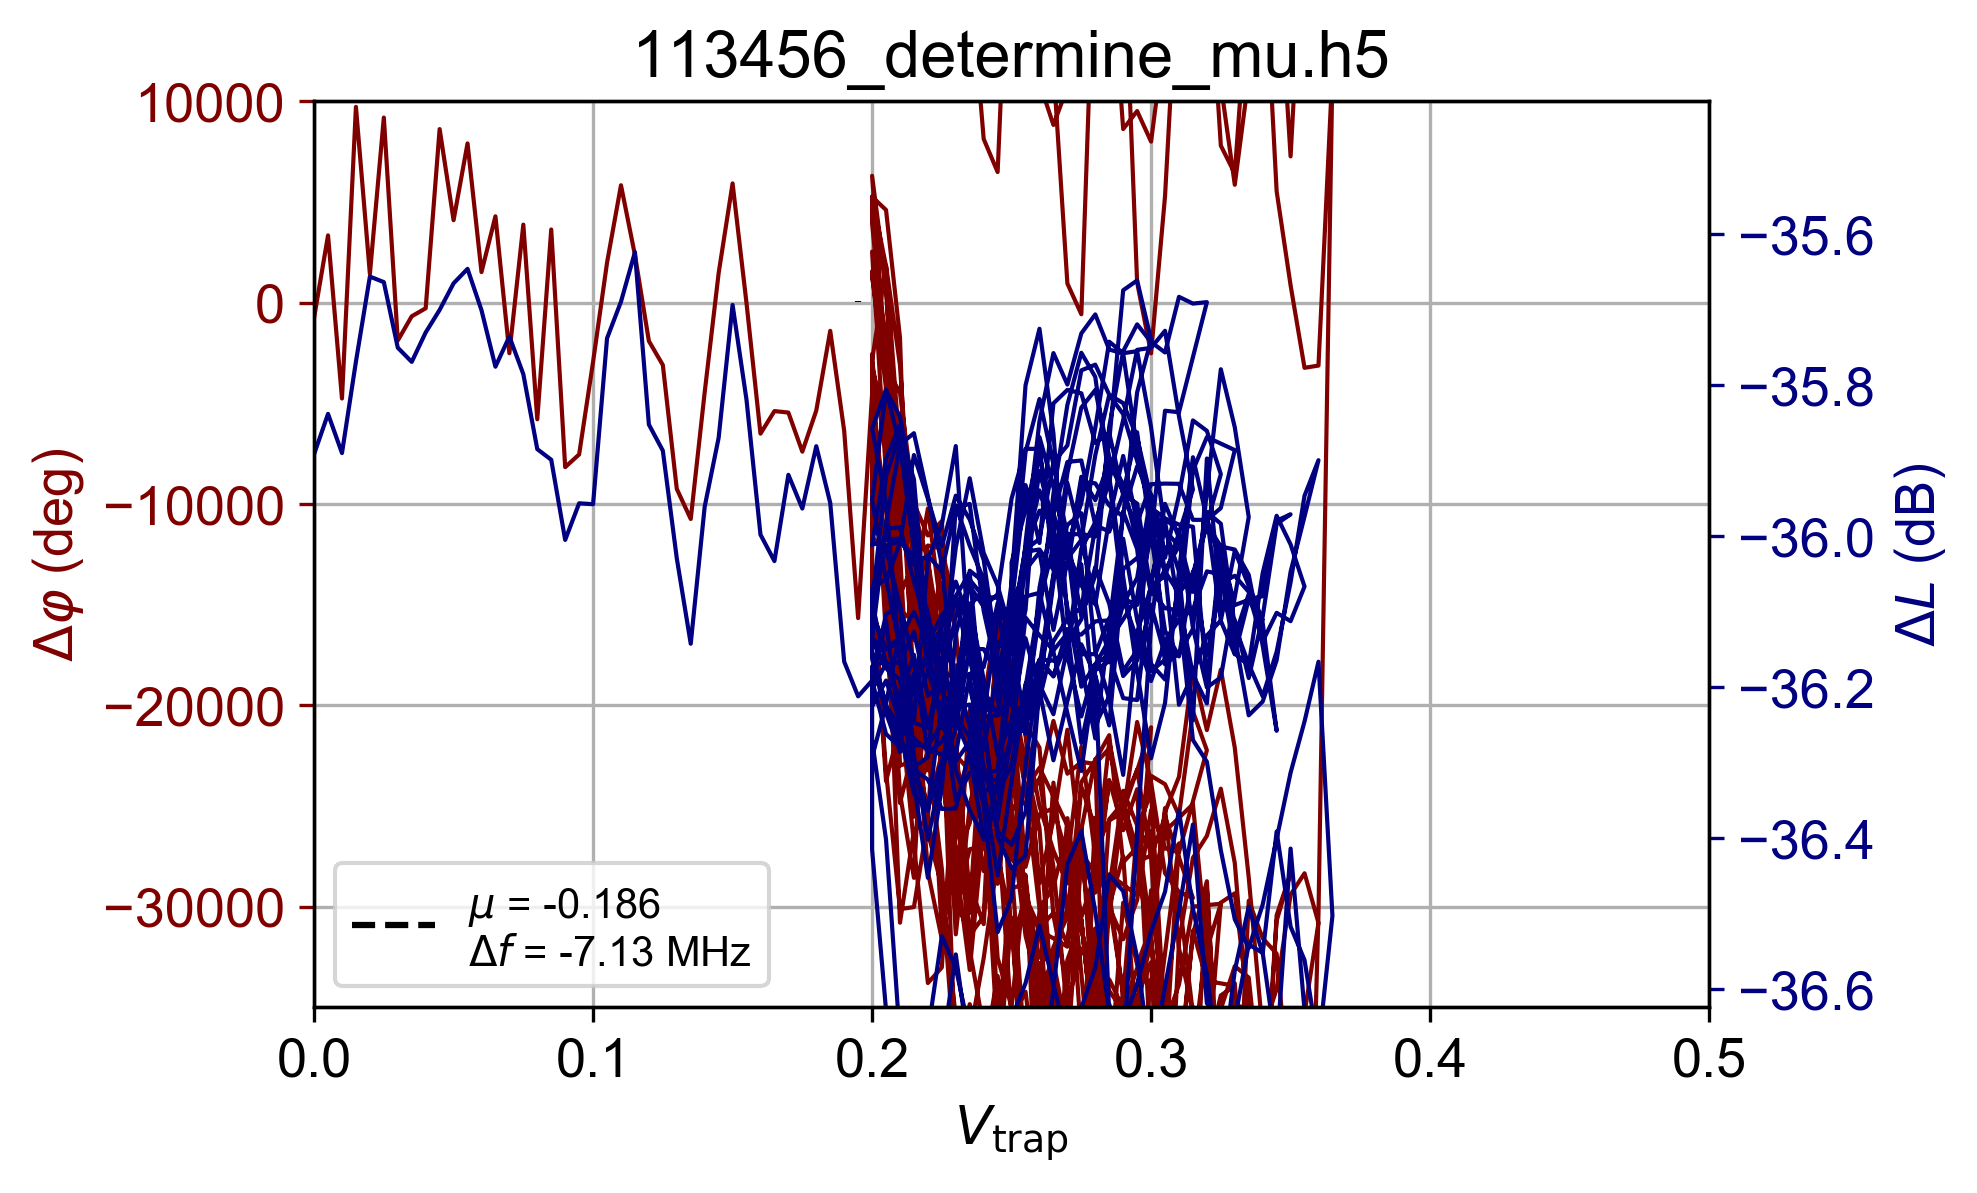 113456_determine_mu.h5
10000
0
−10000
−20000
−30000
Δφ (deg)
−35.6
−35.8
−36.0
−36.2
−36.4
−36.6
ΔL (dB)
μ = -0.186
Δf = -7.13 MHz
0.0 0.1 0.2 0.3 0.4 0.5
V_trap